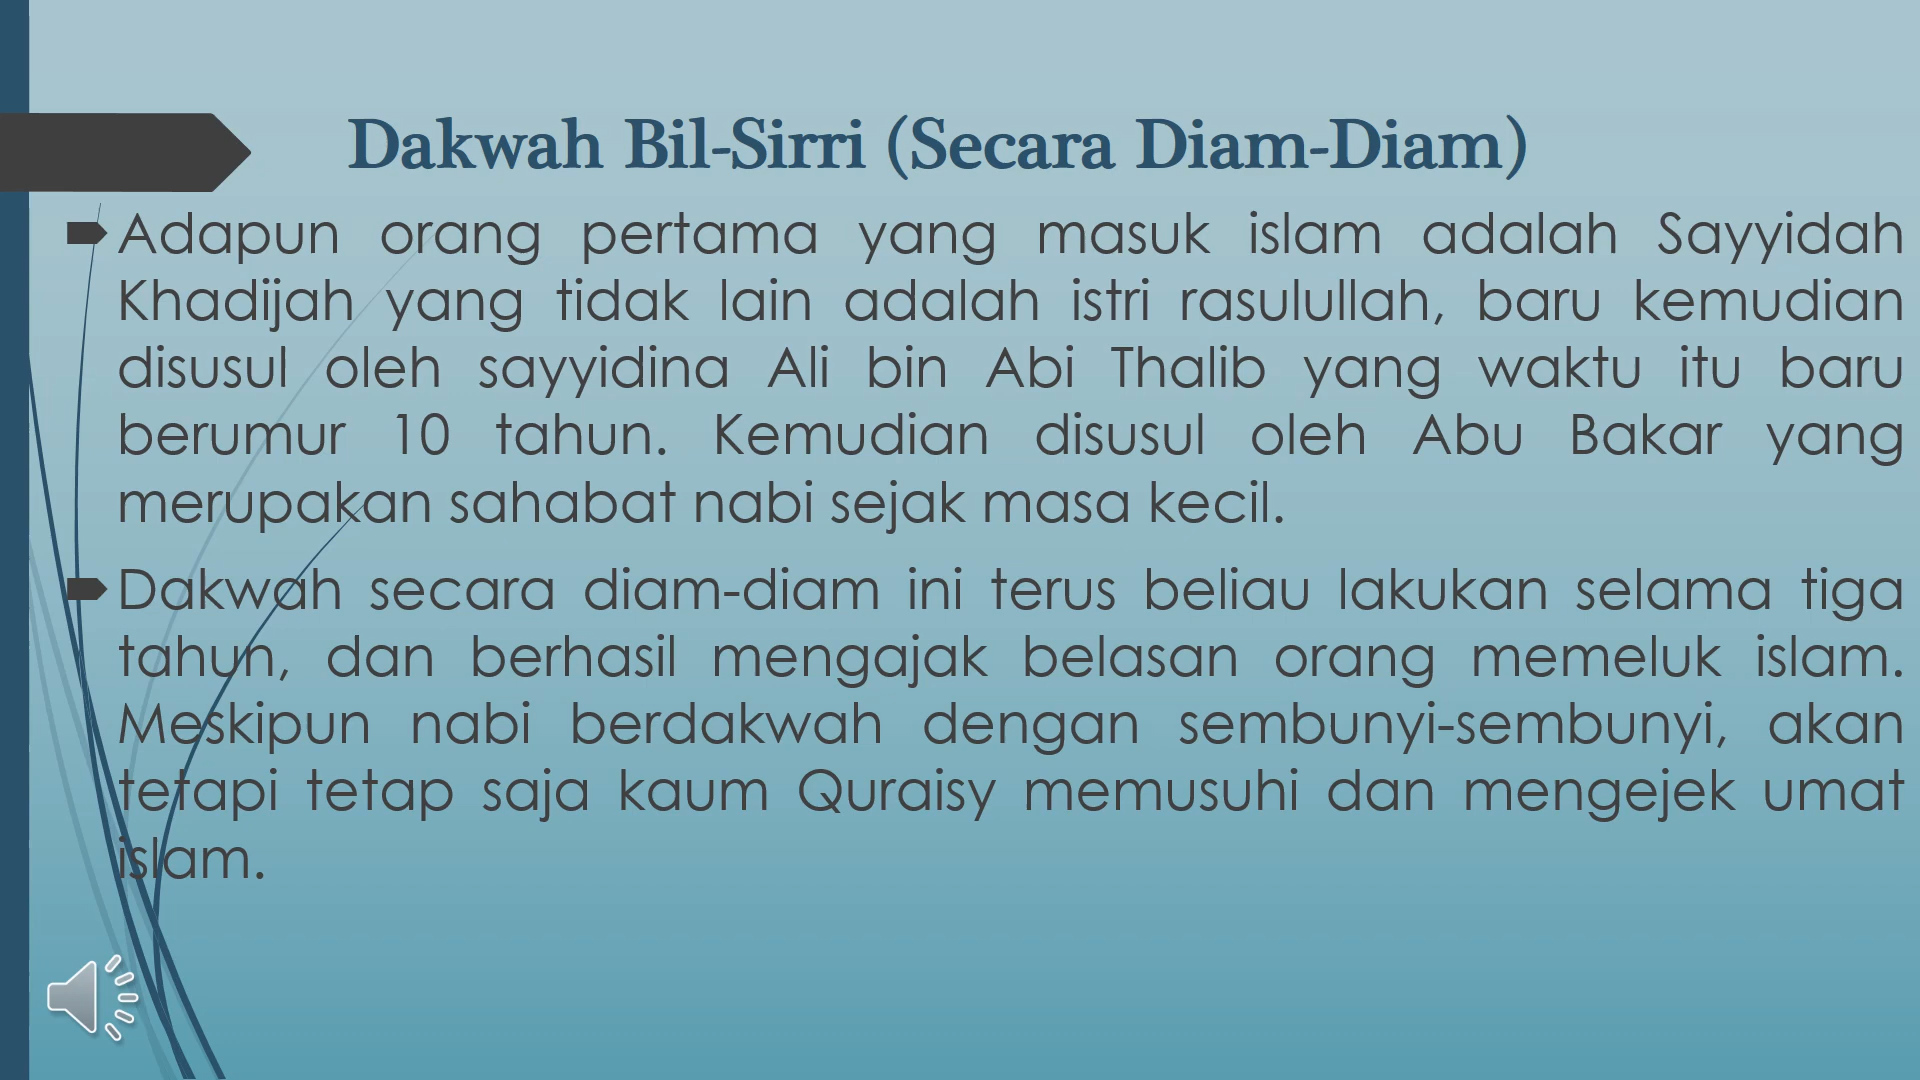 Dakwah Bil-Sirri (Secara Diam-Diam)
Adapun orang pertama yang masuk islam adalah Sayyidah
Khadijah yang tidak lain adalah istri rasulullah, baru kemudian
disusul oleh sayyidina Ali bin Abi Thalib yang waktu itu baru
berumur 10 tahun. Kemudian disusul oleh Abu Bakar yang
merupakan sahabat nabi sejak masa kecil.
Dakwah secara diam-diam ini terus beliau lakukan selama tiga
tahun, dan berhasil mengajak belasan orang memeluk islam.
Meskipun nabi berdakwah dengan sembunyi-sembunyi, akan
tetapi tetap saja kaum Quraisy memusuhi dan mengejek umat
islam.